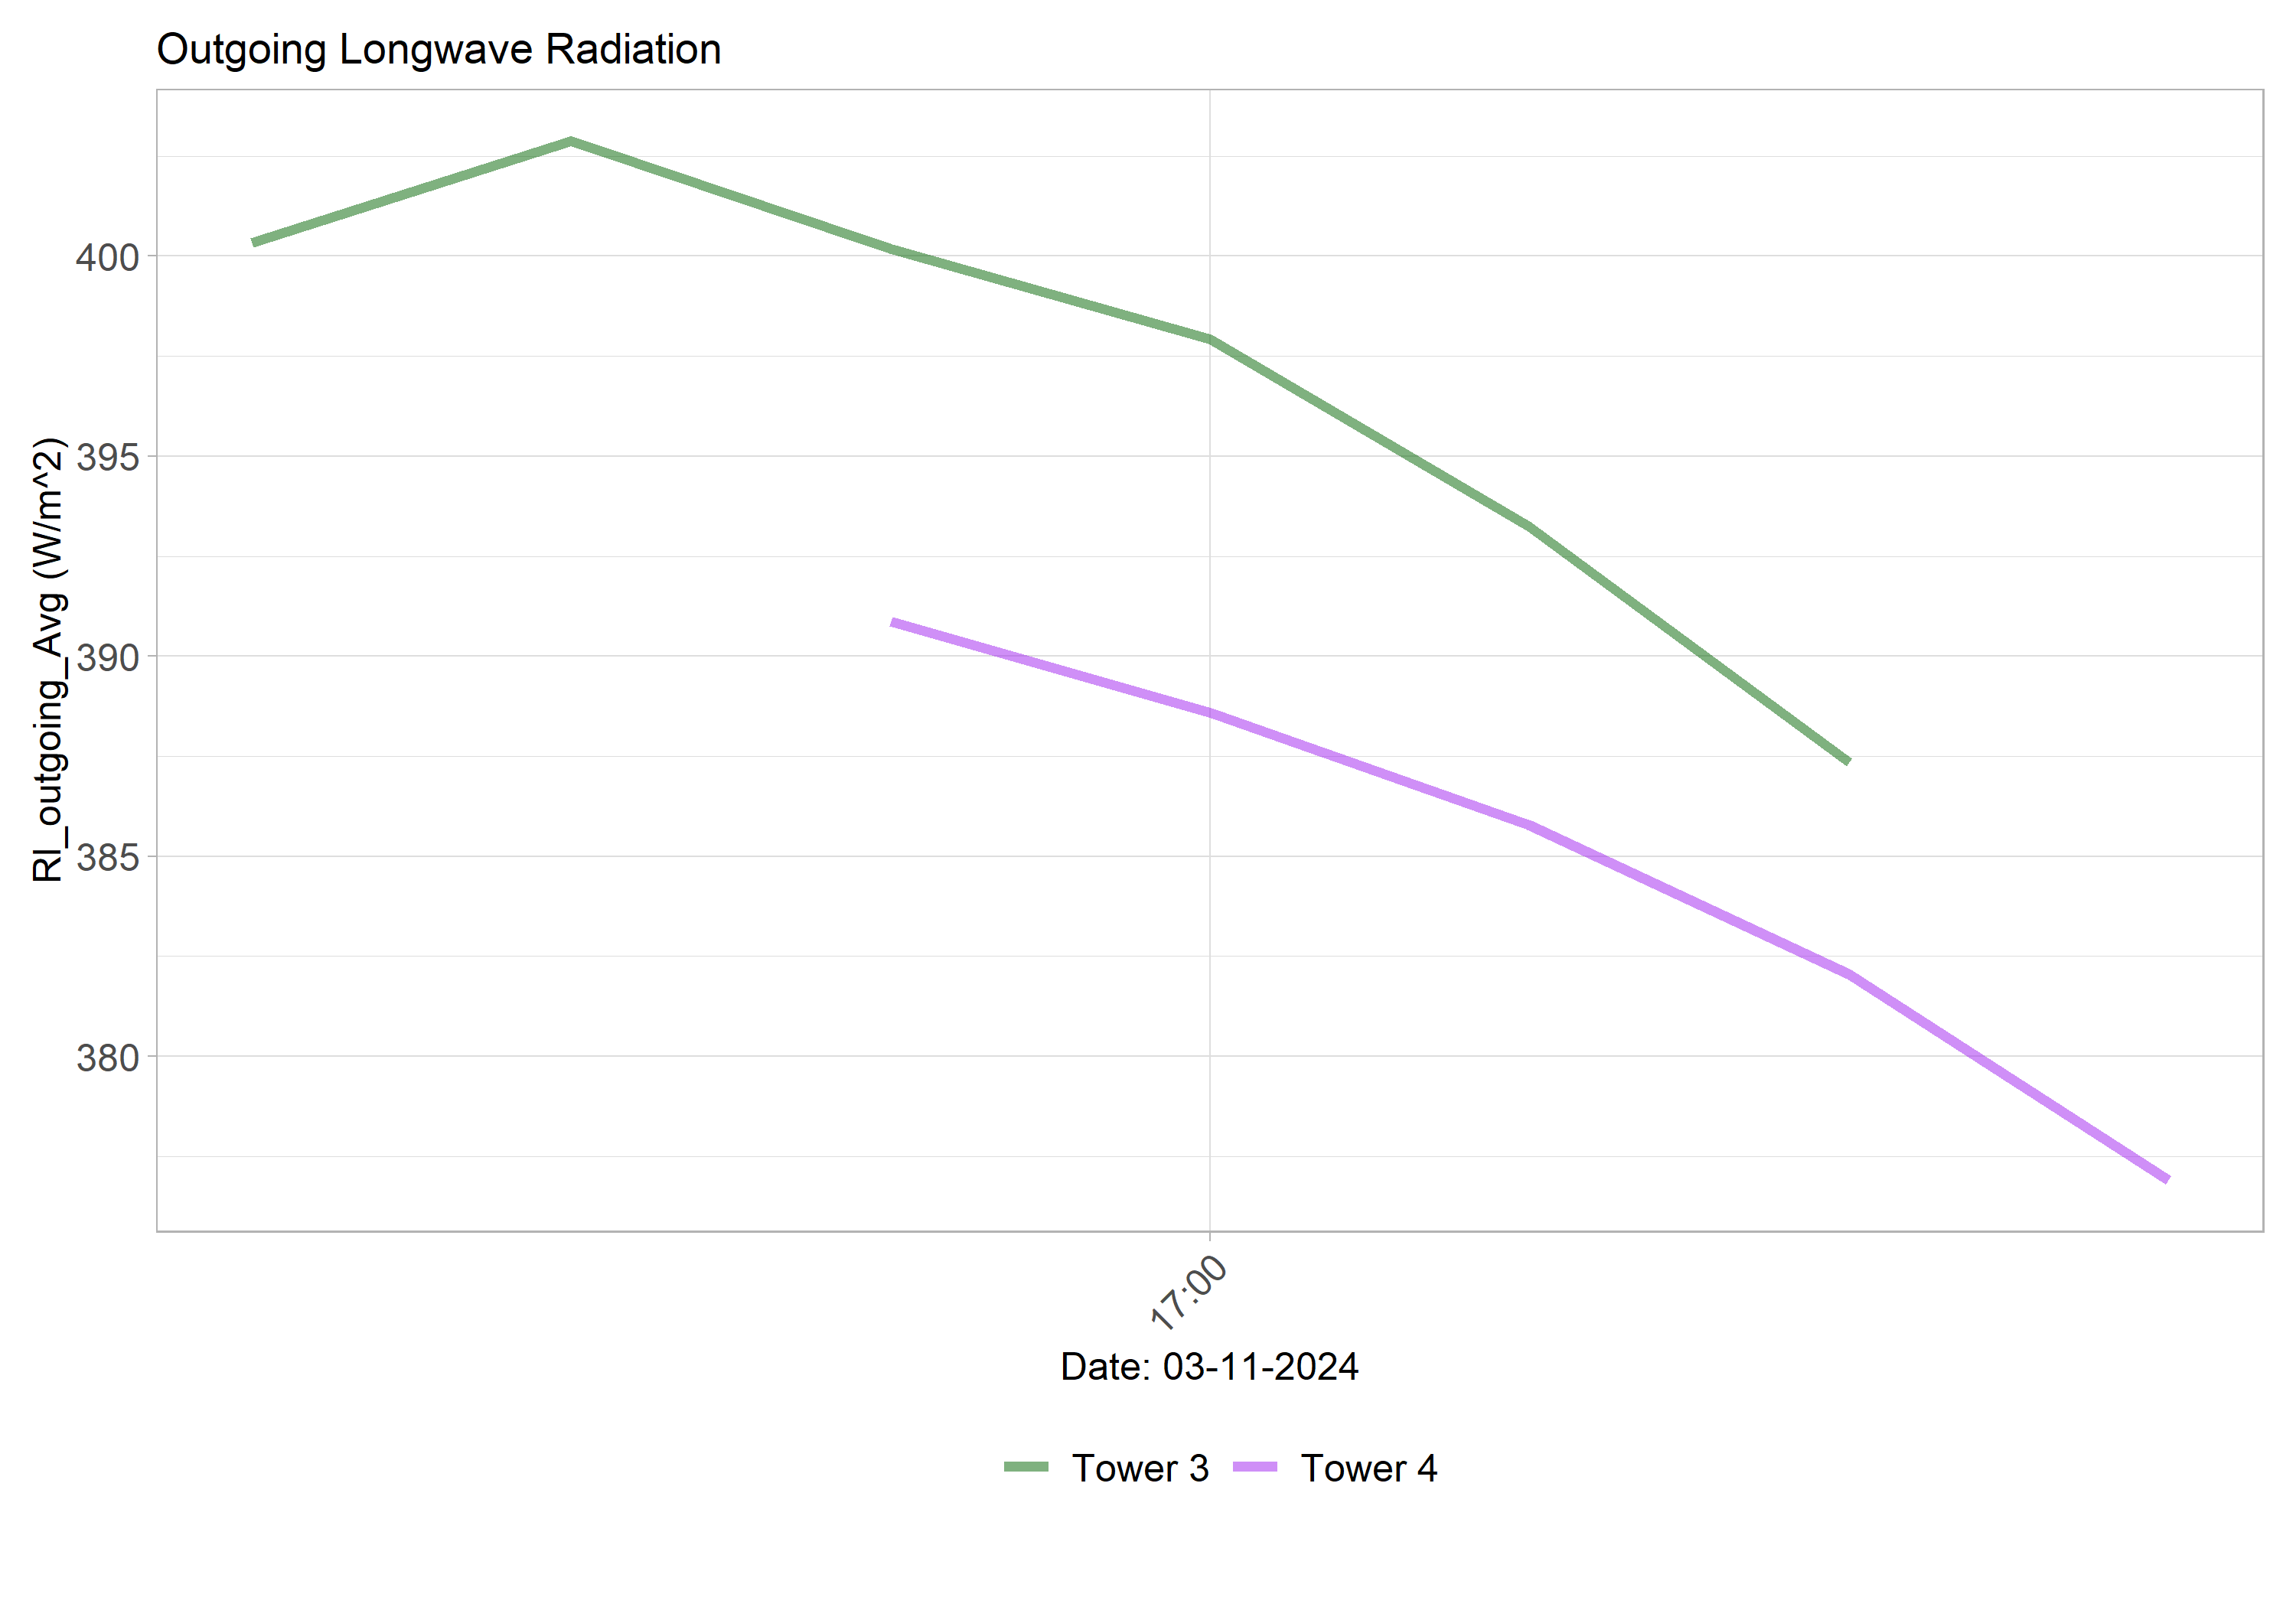 Outgoing Longwave Radiation
Rl_outgoing_Avg (W/m^2)
400
395
390
385
380
17:00
Date: 03-11-2024
Tower 3 Tower 4